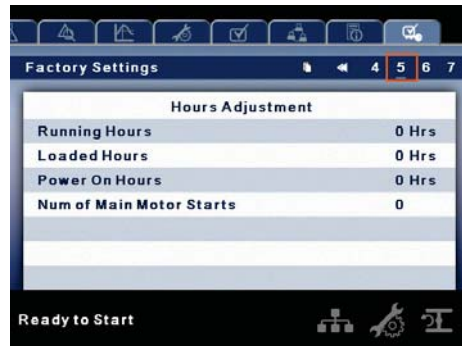 Factory Settings 4 5 6 7
Hours Adjustment
Running Hours 0 Hrs
Loaded Hours 0 Hrs
Power On Hours 0 Hrs
Num of Main Motor Starts 0
Ready to Start